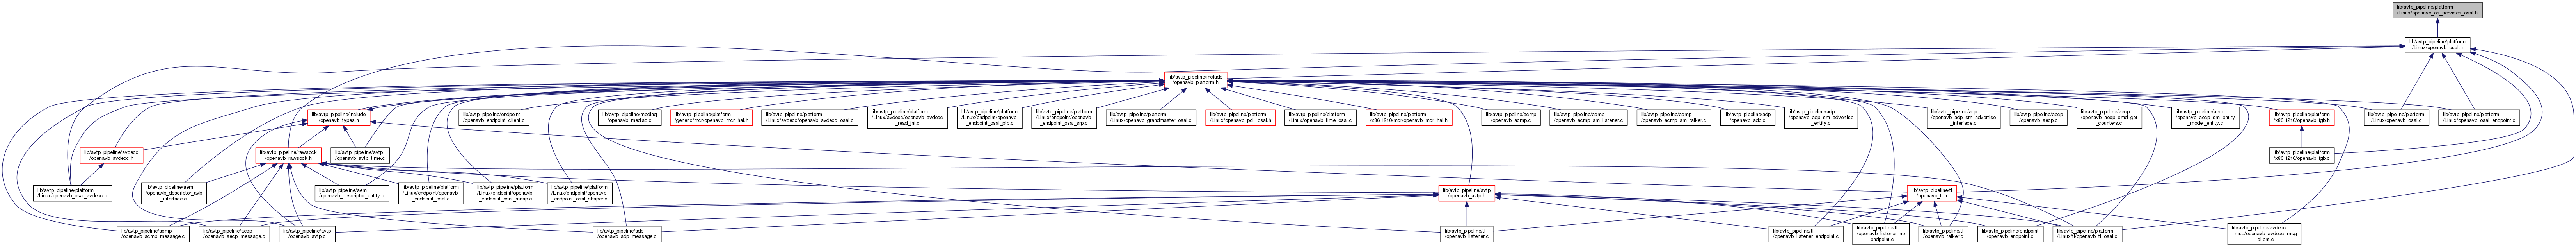 lib/avtp_pipeline/platform
/Linux/openavb_os_services_osal.h
lib/avtp_pipeline/platform
/Linux/openavb_osal.h
lib/avtp_pipeline/include
/openavb_platform.h
lib/avtp_pipeline/include
/openavb_types.h
lib/avtp_pipeline/endpoint
/openavb_endpoint_client.c
lib/avtp_pipeline/mediaq
/openavb_mediaq.c
lib/avtp_pipeline/platform
/generic/mcr/openavb_mcr_hal.h
lib/avtp_pipeline/platform
/Linux/avdecc/openavb_avdecc_osal.c
lib/avtp_pipeline/platform
/Linux/avdecc/openavb_avdecc
_read_ini.c
lib/avtp_pipeline/platform
/Linux/endpoint/openavb
_endpoint_osal_ptp.c
lib/avtp_pipeline/platform
/Linux/endpoint/openavb
_endpoint_osal_srp.c
lib/avtp_pipeline/platform
/Linux/openavb_grandmaster_osal.c
lib/avtp_pipeline/platform
/Linux/openavb_poll_osal.h
lib/avtp_pipeline/platform
/Linux/openavb_time_osal.c
lib/avtp_pipeline/platform
/x86_i210/mcr/openavb_mcr_hal.h
lib/avtp_pipeline/acmp
/openavb_acmp.c
lib/avtp_pipeline/acmp
/openavb_acmp_sm_listener.c
lib/avtp_pipeline/acmp
/openavb_acmp_sm_talker.c
lib/avtp_pipeline/adp
/openavb_adp.c
lib/avtp_pipeline/adp
/openavb_adp_sm_advertise
_entity.c
lib/avtp_pipeline/adp
/openavb_adp_sm_advertise
_interface.c
lib/avtp_pipeline/aecp
/openavb_aecp.c
lib/avtp_pipeline/aecp
/openavb_aecp_cmd_get
_counters.c
lib/avtp_pipeline/aecp
/openavb_aecp_sm_entity
_model_entity.c
lib/avtp_pipeline/platform
/x86_i210/openavb_igb.h
lib/avtp_pipeline/platform
/Linux/openavb_osal.c
lib/avtp_pipeline/platform
/Linux/openavb_osal_endpoint.c
lib/avtp_pipeline/avdecc
/openavb_avdecc.h
lib/avtp_pipeline/rawsock
/openavb_rawsock.h
lib/avtp_pipeline/avtp
/openavb_avtp_time.c
lib/avtp_pipeline/platform
/x86_i210/openavb_igb.c
lib/avtp_pipeline/platform
/Linux/openavb_osal_avdecc.c
lib/avtp_pipeline/aem
/openavb_descriptor_avb
_interface.c
lib/avtp_pipeline/aem
/openavb_descriptor_entity.c
lib/avtp_pipeline/platform
/Linux/endpoint/openavb
_endpoint_osal.c
lib/avtp_pipeline/platform
/Linux/endpoint/openavb
_endpoint_osal_maap.c
lib/avtp_pipeline/platform
/Linux/endpoint/openavb
_endpoint_osal_shaper.c
lib/avtp_pipeline/avtp
/openavb_avtp.h
lib/avtp_pipeline/tl
/openavb_tl.h
lib/avtp_pipeline/acmp
/openavb_acmp_message.c
lib/avtp_pipeline/aecp
/openavb_aecp_message.c
lib/avtp_pipeline/avtp
/openavb_avtp.c
lib/avtp_pipeline/adp
/openavb_adp_message.c
lib/avtp_pipeline/tl
/openavb_listener.c
lib/avtp_pipeline/tl
/openavb_listener_endpoint.c
lib/avtp_pipeline/tl
/openavb_listener_no
_endpoint.c
lib/avtp_pipeline/tl
/openavb_talker.c
lib/avtp_pipeline/endpoint
/openavb_endpoint.c
lib/avtp_pipeline/platform
/Linux/tl/openavb_tl_osal.c
lib/avtp_pipeline/avdecc
_msg/openavb_avdecc_msg
_client.c